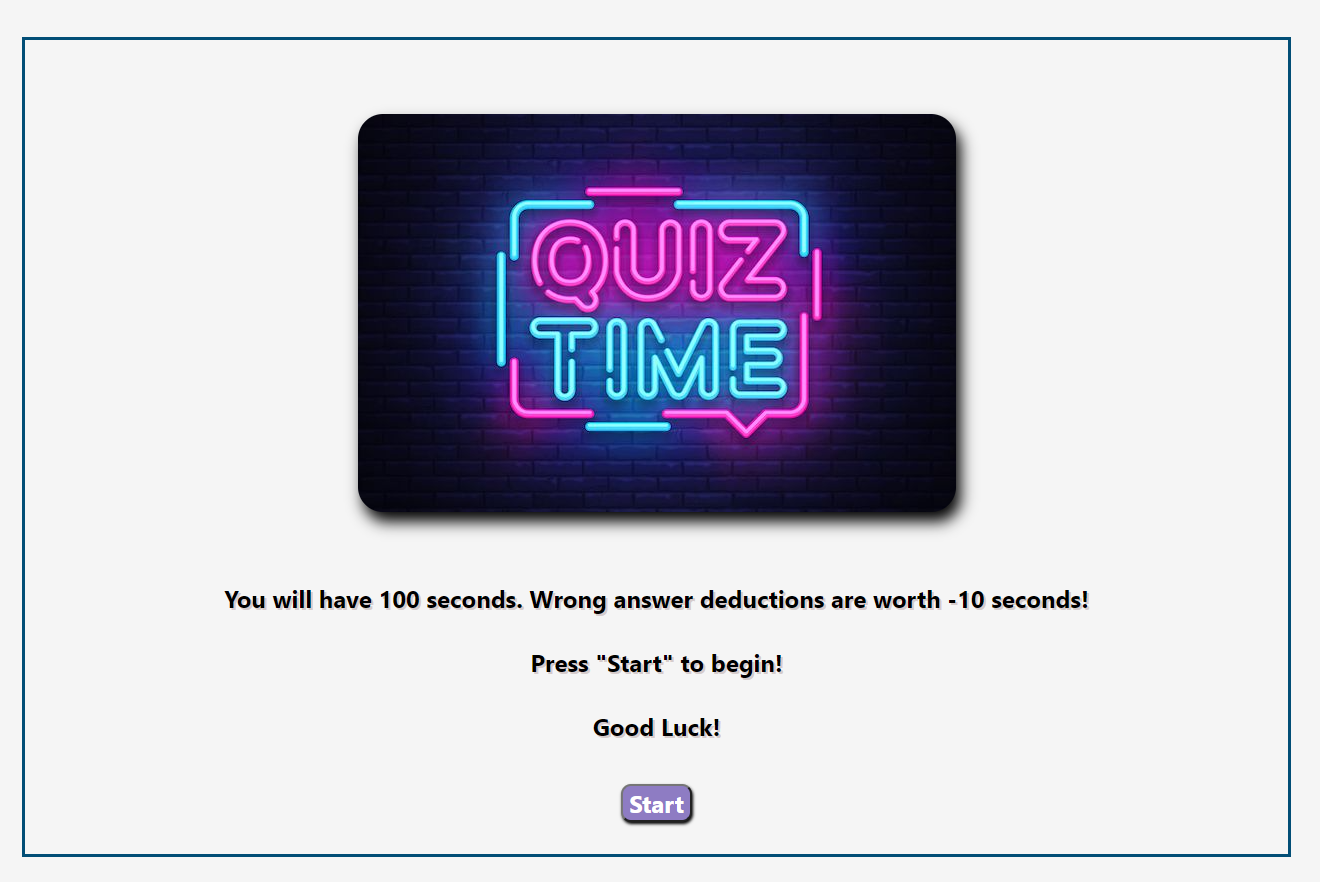 QUIZ
TIME
You will have 100 seconds. Wrong answer deductions are worth -10 seconds!
Press "Start" to begin!
Good Luck!
Start